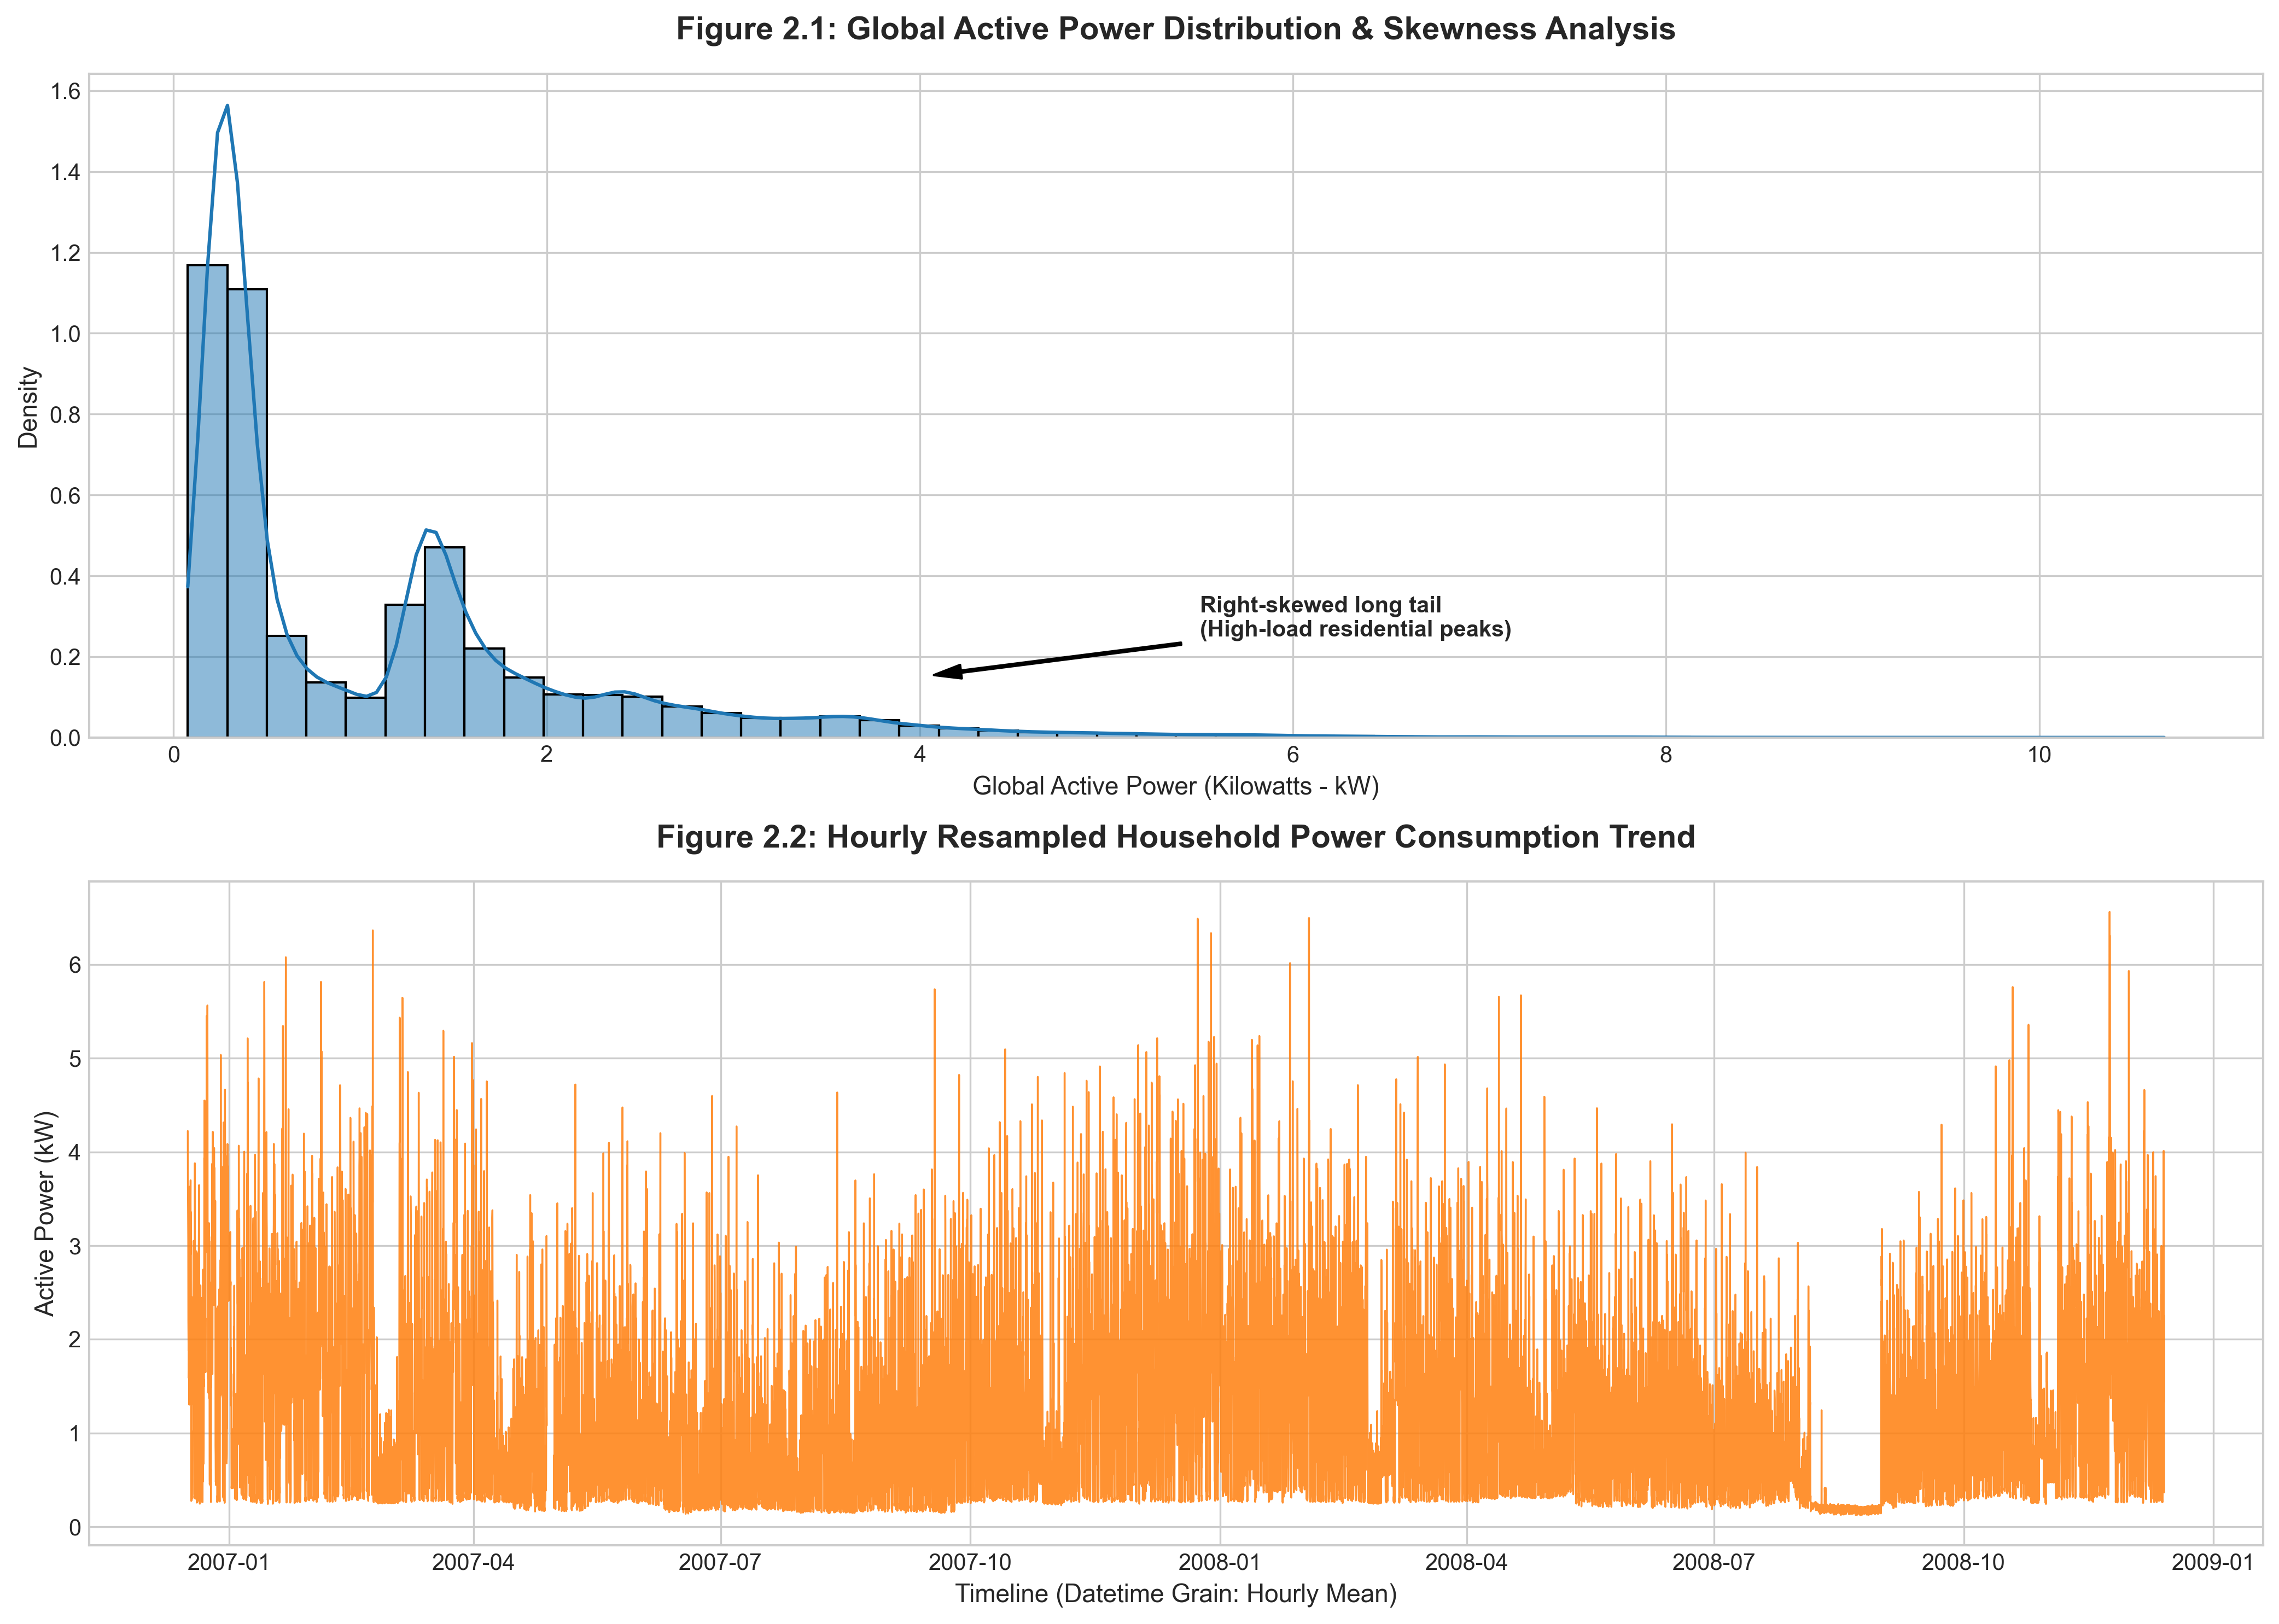 Figure 2.1: Global Active Power Distribution & Skewness Analysis
1.6
1.4
1.2
1.0
0.8
0.6
0.4
0.2
0.0
Density
Right-skewed long tail
(High-load residential peaks)
0 2 4 6 8 10
Global Active Power (Kilowatts - kW)
Figure 2.2: Hourly Resampled Household Power Consumption Trend
6
5
4
3
2
1
0
Active Power (kW)
2007-01 2007-04 2007-07 2007-10 2008-01 2008-04 2008-07 2008-10 2009-01
Timeline (Datetime Grain: Hourly Mean)